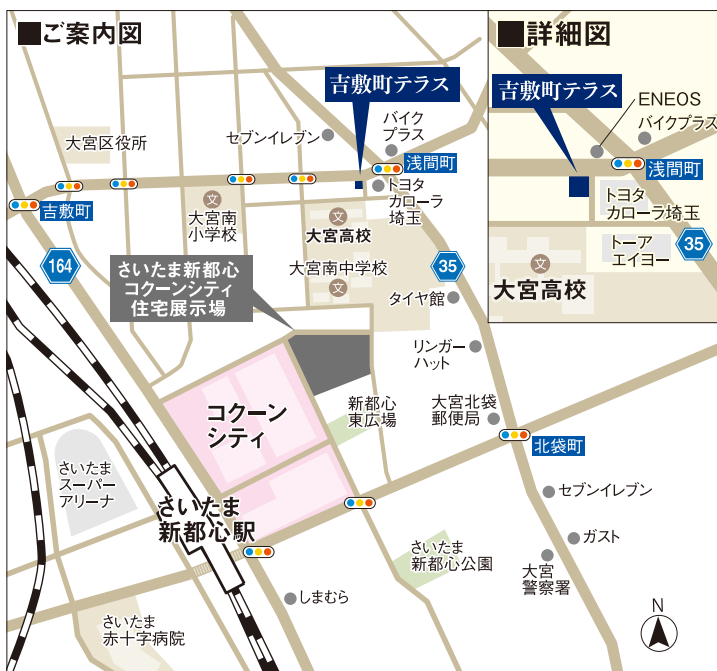 ■ご案内図
吉敷町テラス
セブンイレブン
バイク
プラス
大宮区役所
浅間町
トヨタ
カローラ
埼玉
吉敷町
文
大宮南
小学校
文
大宮高校
164
さいたま新都心
コクーンシティ
住宅展示場
大宮南中学校
文
35
タイヤ館
リンガー
ハット
コクーン
シティ
新都心
東広場
大宮北袋
郵便局
北袋町
さいたま
スーパー
アリーナ
さいたま
新都心駅
セブンイレブン
ガスト
さいたま
新都心公園
大宮
警察署
しまむら
さいたま
赤十字病院
N
■詳細図
吉敷町テラス
ENEOS
バイクプラス
浅間町
トヨタ
カローラ埼玉
トーア
エイヨー
35
文
大宮高校